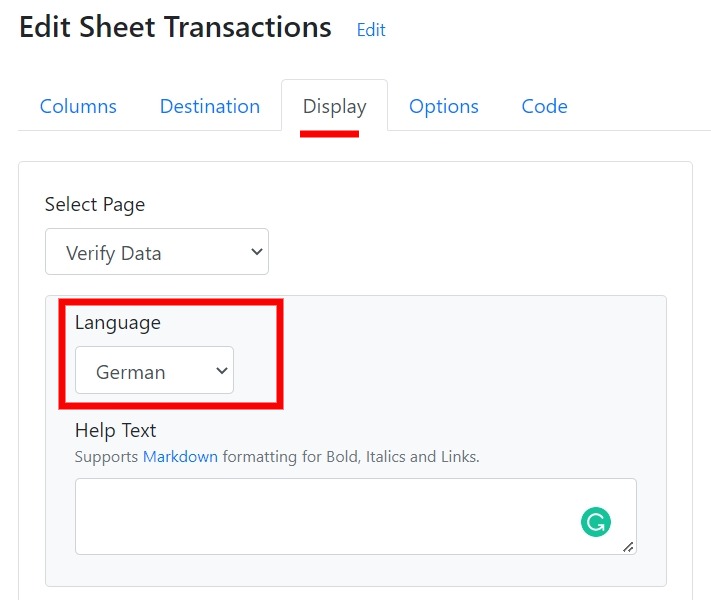 Edit Sheet Transactions Edit
Columns Destination Display Options Code
Select Page
Verify Data
Language
German
Help Text
Supports Markdown formatting for Bold, Italics and Links.